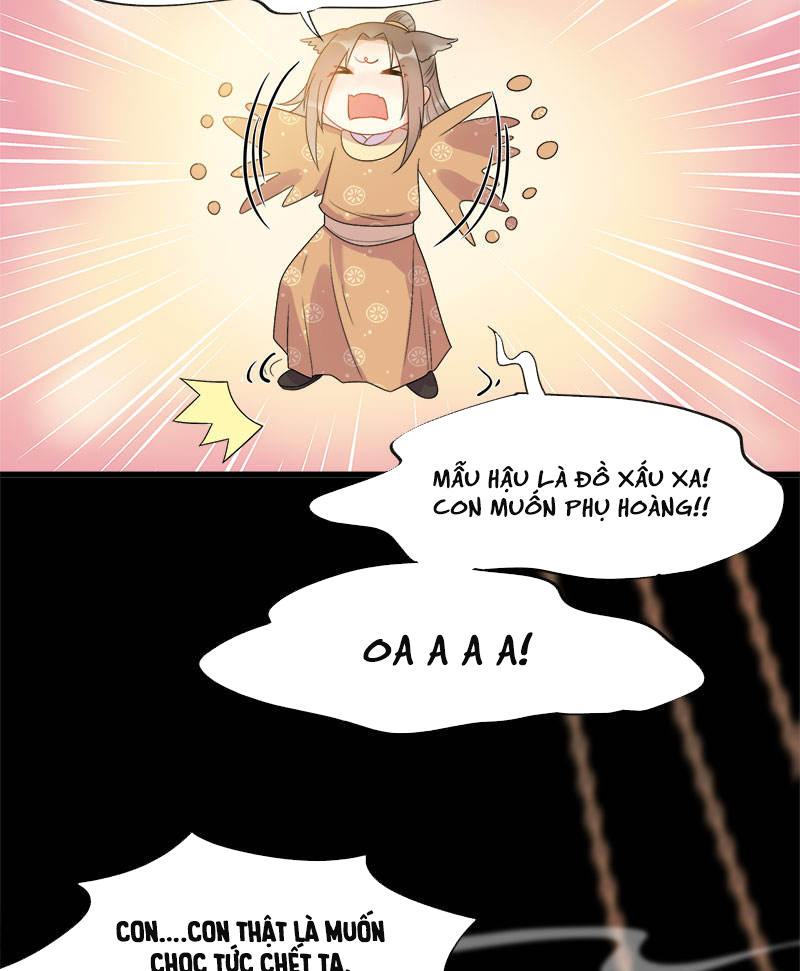 MẪU HẬU LÀ ĐỒ XẤU XA!
CON MUỐN PHỤ HOÀNG!!
OA A A A!
CON....CON THẬT LÀ MUỐN
CHỌC TỨC CHẾT TA.